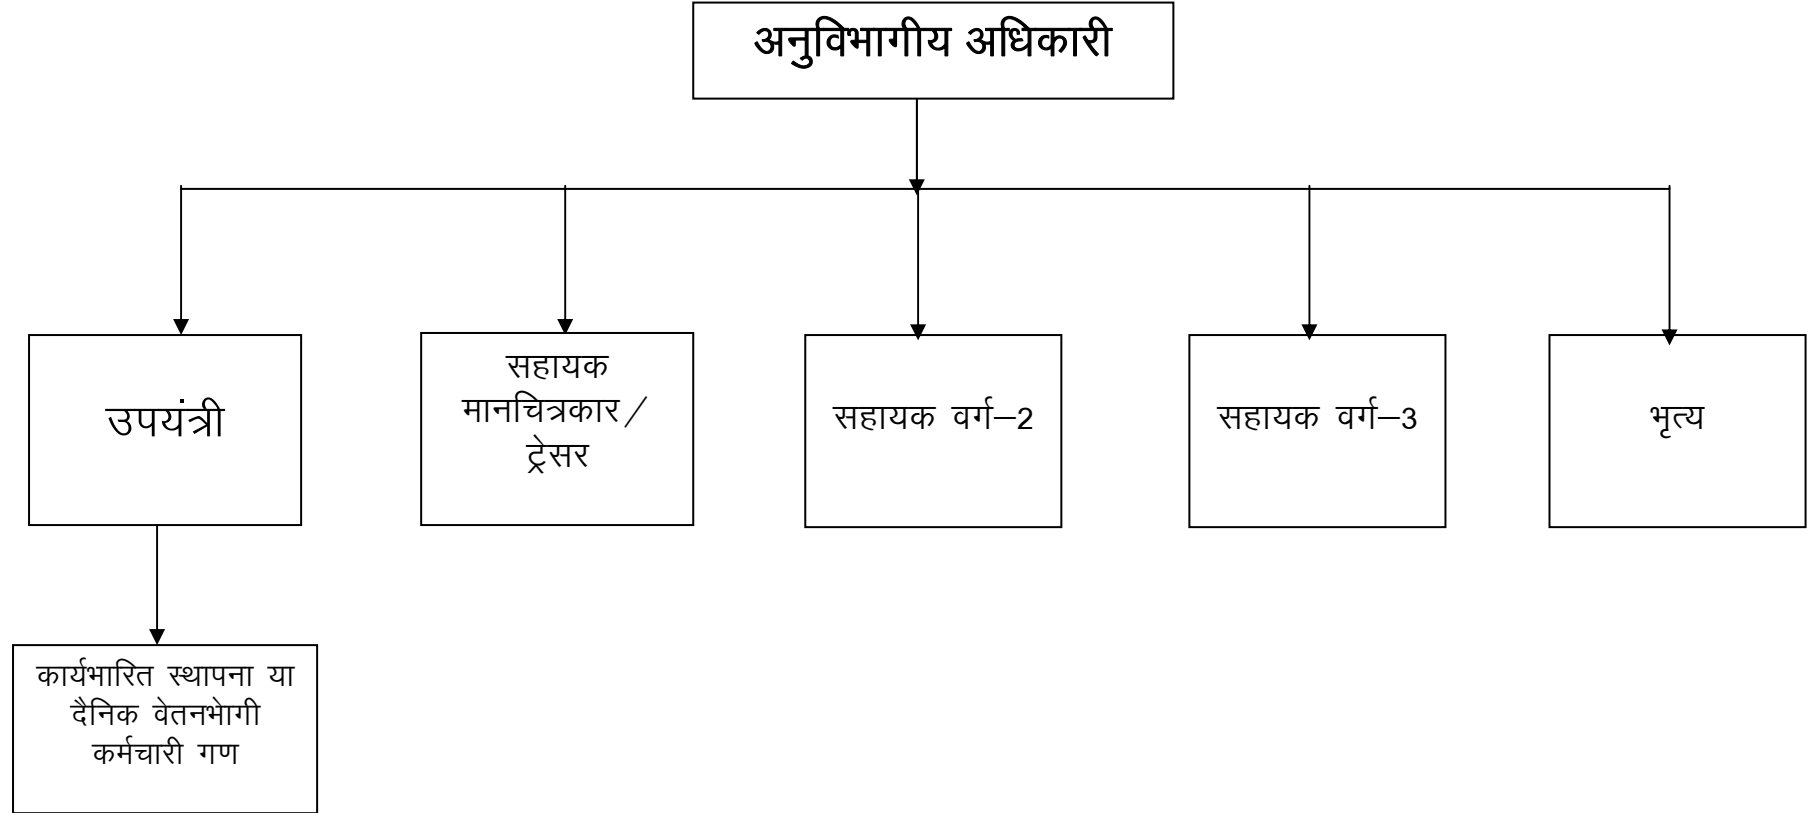 अनुविभागीय अधिकारी
उपयंत्री
सहायक
मानचित्रकार/
ट्रेसर
सहायक वर्ग–2
सहायक वर्ग–3
भृत्य
कार्यभारित स्थापना या
दैनिक वेतनभेागी
कर्मचारी गण